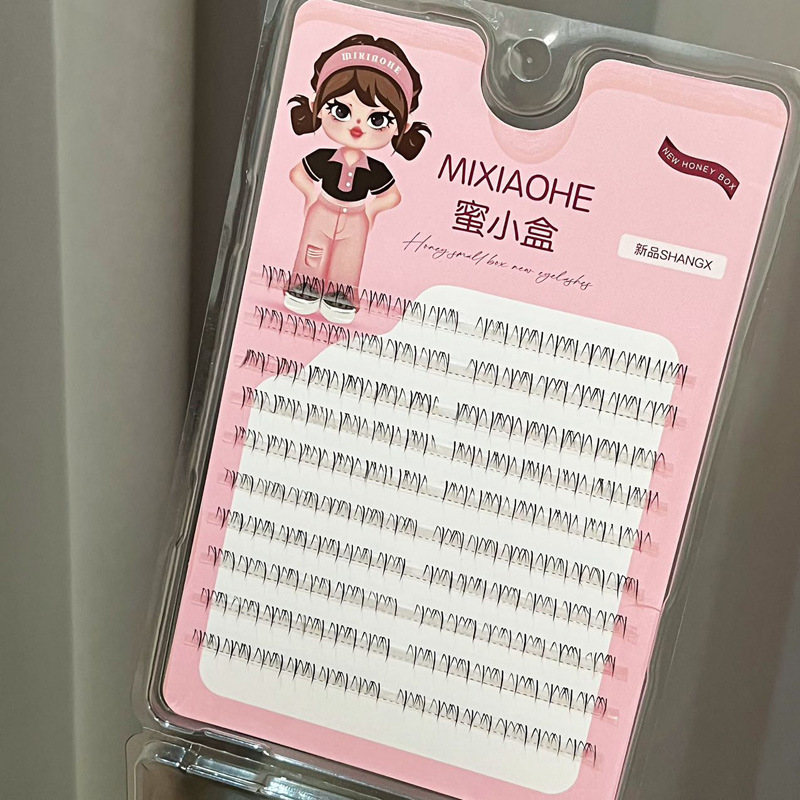 MIXIAOHE
MIXIAOHE
蜜小盒
Honey small box new eyelashes
NEW HONEY BOX
新品SHANGX